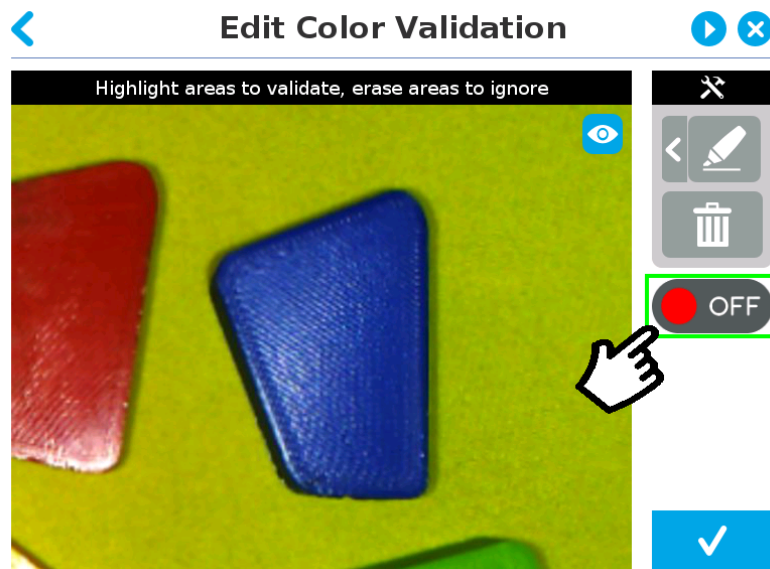 Edit Color Validation
Highlight areas to validate, erase areas to ignore
OFF